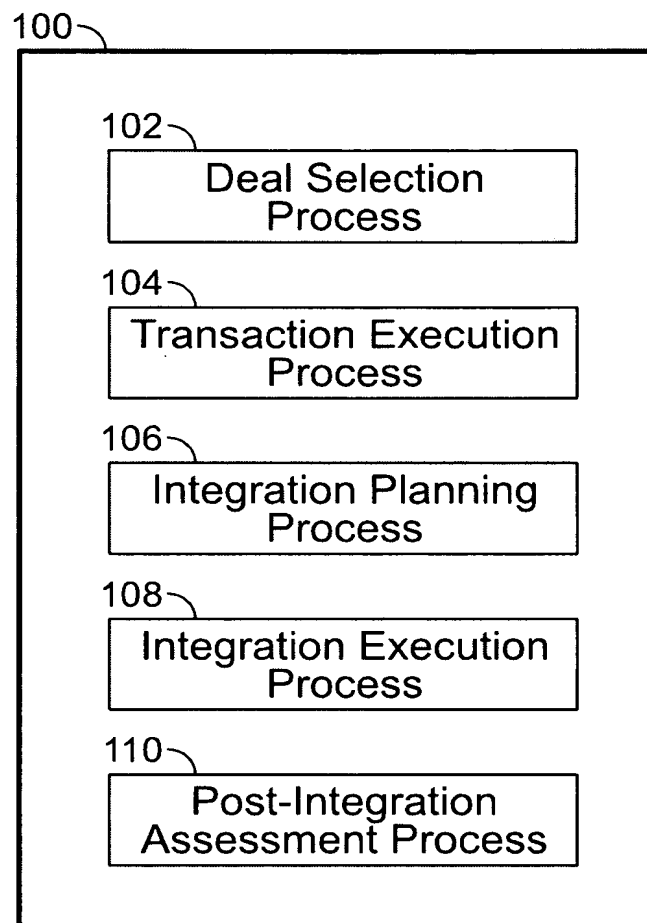 100
102
Deal Selection
Process
104
Transaction Execution
Process
106
Integration Planning
Process
108
Integration Execution
Process
110
Post-Integration
Assessment Process